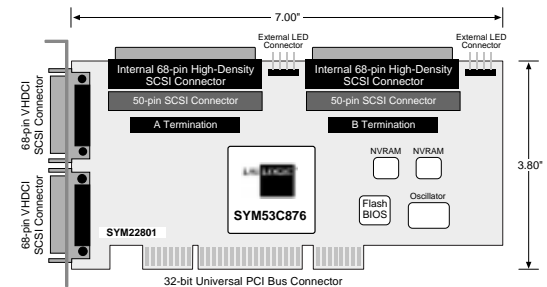 7.00"
External LED
Connector
External LED
Connector
Internal 68-pin High-Density
SCSI Connector
Internal 68-pin High-Density
SCSI Connector
50-pin SCSI Connector
50-pin SCSI Connector
A Termination
B Termination
68-pin VHDCI
SCSI Connector
68-pin VHDCI
SCSI Connector
NVRAM
NVRAM
3.80"
SYM53C876
Flash
BIOS
Oscillator
SYM22801
32-bit Universal PCI Bus Connector